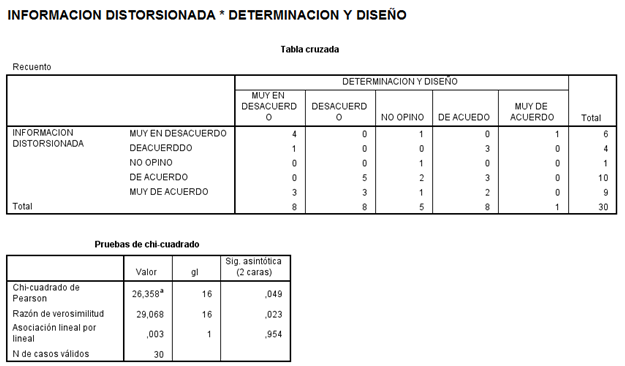 INFORMACION DISTORSIONADA * DETERMINACION Y DISEÑO
Tabla cruzada
Recuento
DETERMINACION Y DISEÑO
MUY EN DESACUERD O DESACUERD O NO OPINO DE ACUEDO MUY DE ACUERDO Total
INFORMACION DISTORSIONADA MUY EN DESACUERDO 4 0 1 0 1 6
DEACUERDDO 1 0 0 3 0 4
NO OPINO 0 0 1 0 0 1
DE ACUERDO 0 5 2 3 0 10
MUY DE ACUERDO 3 3 1 2 0 9
Total 8 8 5 8 1 30
Pruebas de chi-cuadrado
Valor gl Sig. asintótica (2 caras)
Chi-cuadrado de Pearson 26,358ª 16 ,049
Razón de verosimilitud 29,068 16 ,023
Asociación lineal por lineal ,003 1 ,954
N de casos válidos 30